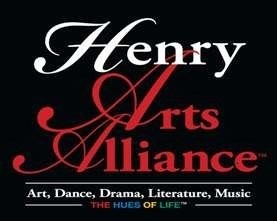 Henry
Arts
Alliance™
Art, Dance, Drama, Literature, Music
THE HUES OF LIFE™